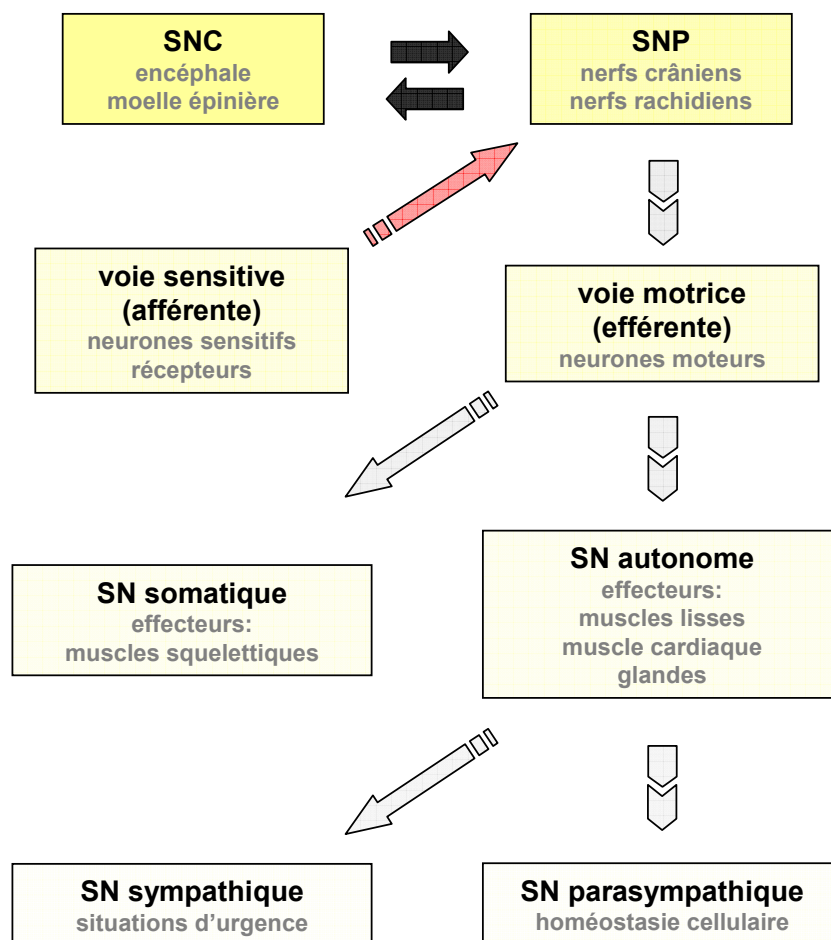 SNC
encéphale
moelle épinière
SNP
nerfs crâniens
nerfs rachidiens
voie sensitive
(afférente)
neurones sensitifs
récepteurs
voie motrice
(efférente)
neurones moteurs
SN somatique
effecteurs:
muscles squelettiques
SN autonome
effecteurs:
muscles lisses
muscle cardiaque
glandes
SN sympathique
situations d’urgence
SN parasympathique
homéostasie cellulaire